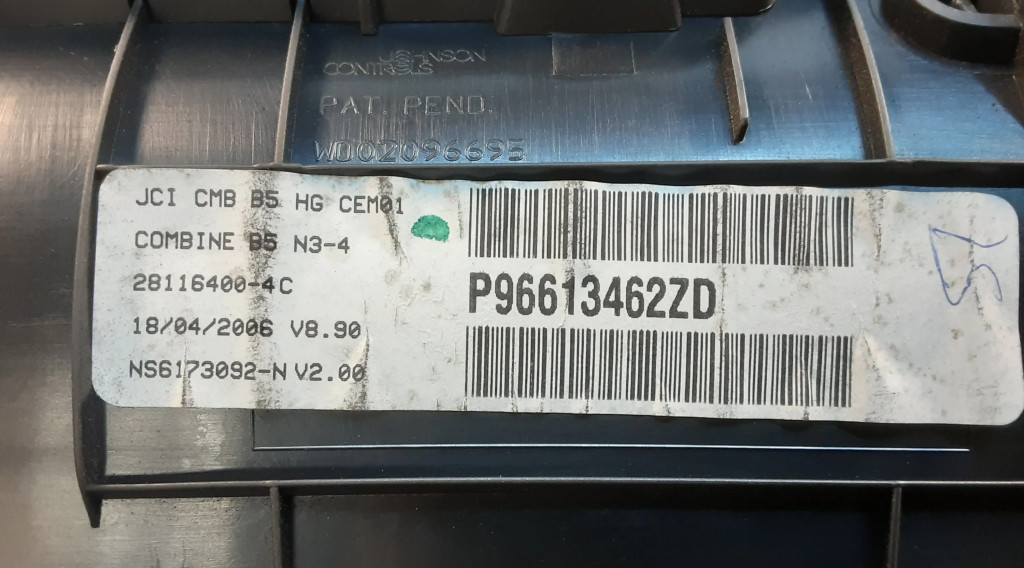 JOHNSON
CONTROLS
PAT. PEND.
W002096695
JCI CMB B5 HG CEM01
COMBINE B5 N3-4
28116400-4C
18/04/2006 V8.90
NS6173092-N V2.00
P96613462ZD